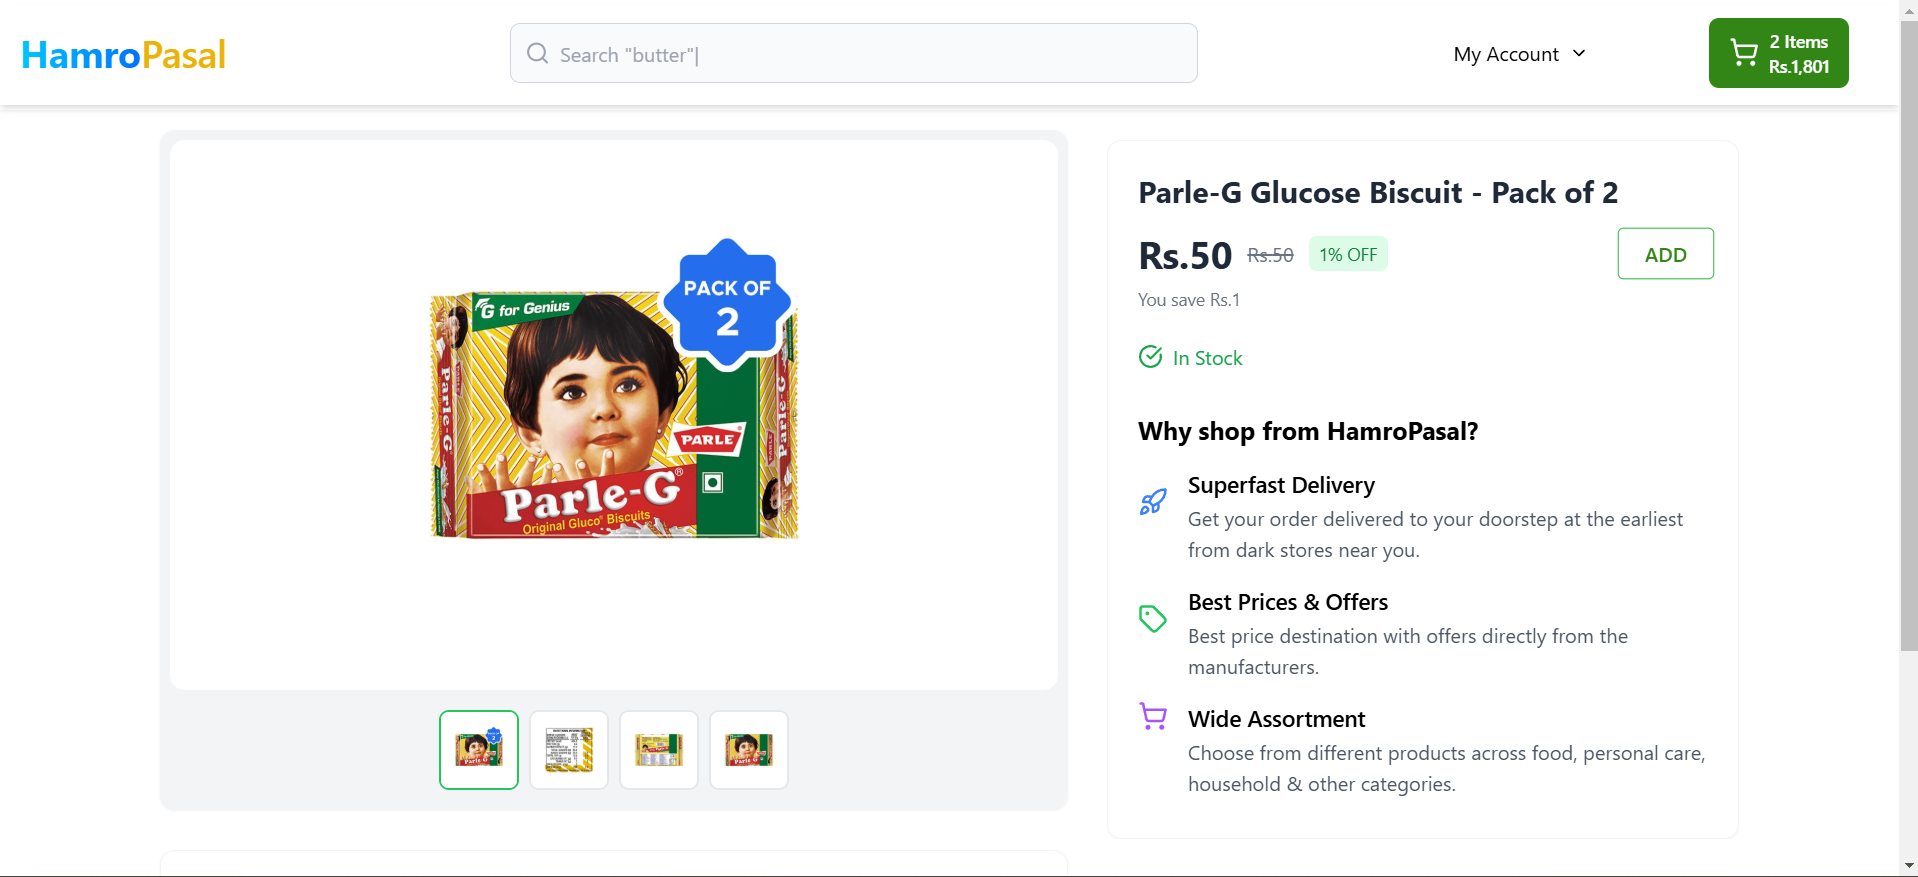 HamroPasal
Search "butter"|
My Account
2 Items
Rs.1,801
G for Genius
PACK OF
2
Parle-G
PARLE
Parle-G
Parle-G
Original Gluco® Biscuits
Parle-G Glucose Biscuit - Pack of 2
Rs.50 Rs.50 1% OFF
ADD
You save Rs.1
In Stock
Why shop from HamroPasal?
Superfast Delivery
Get your order delivered to your doorstep at the earliest
from dark stores near you.
Best Prices & Offers
Best price destination with offers directly from the
manufacturers.
Wide Assortment
Choose from different products across food, personal care,
household & other categories.